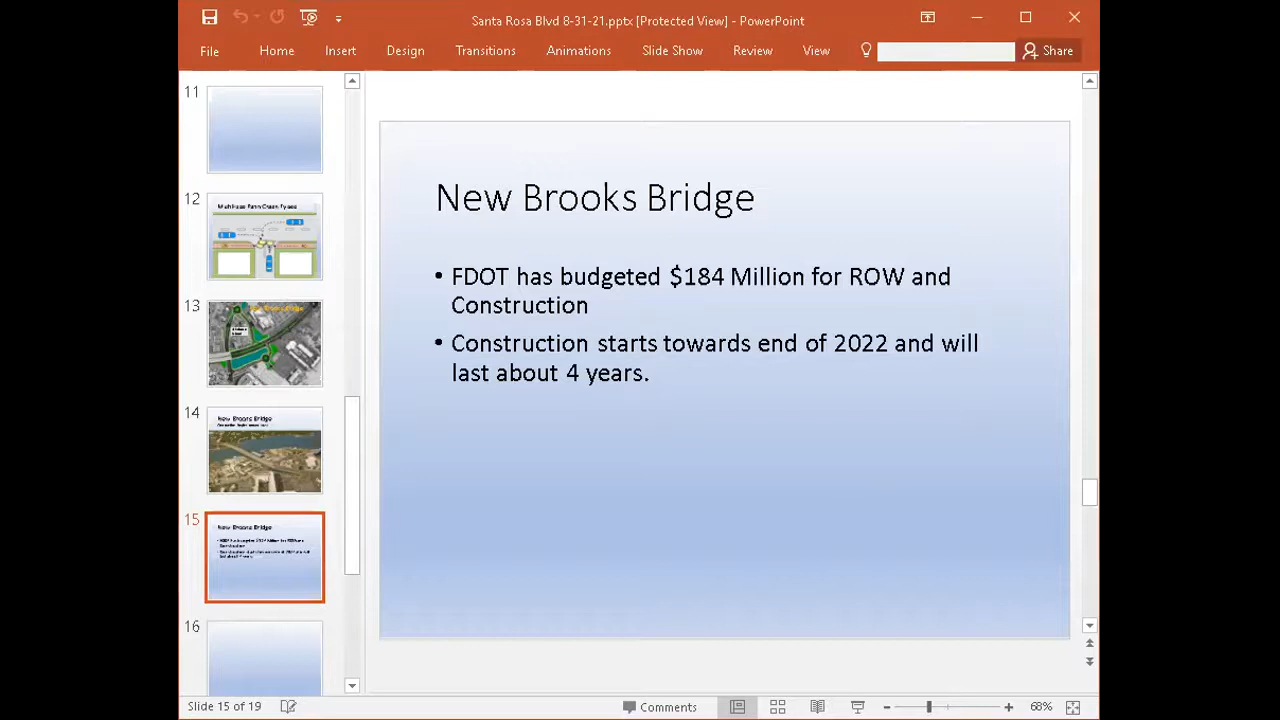 Santa Rosa Blvd 8-31-21.pptx [Protected View] - PowerPoint
File Home Insert Design Transitions Animations Slide Show Review View Share
11
12
13
14
New Brooks Bridge
15
New Brooks Bridge
16
New Brooks Bridge
• FDOT has budgeted $184 Million for ROW and
Construction
• Construction starts towards end of 2022 and will
last about 4 years.
Slide 15 of 19 Comments 68%